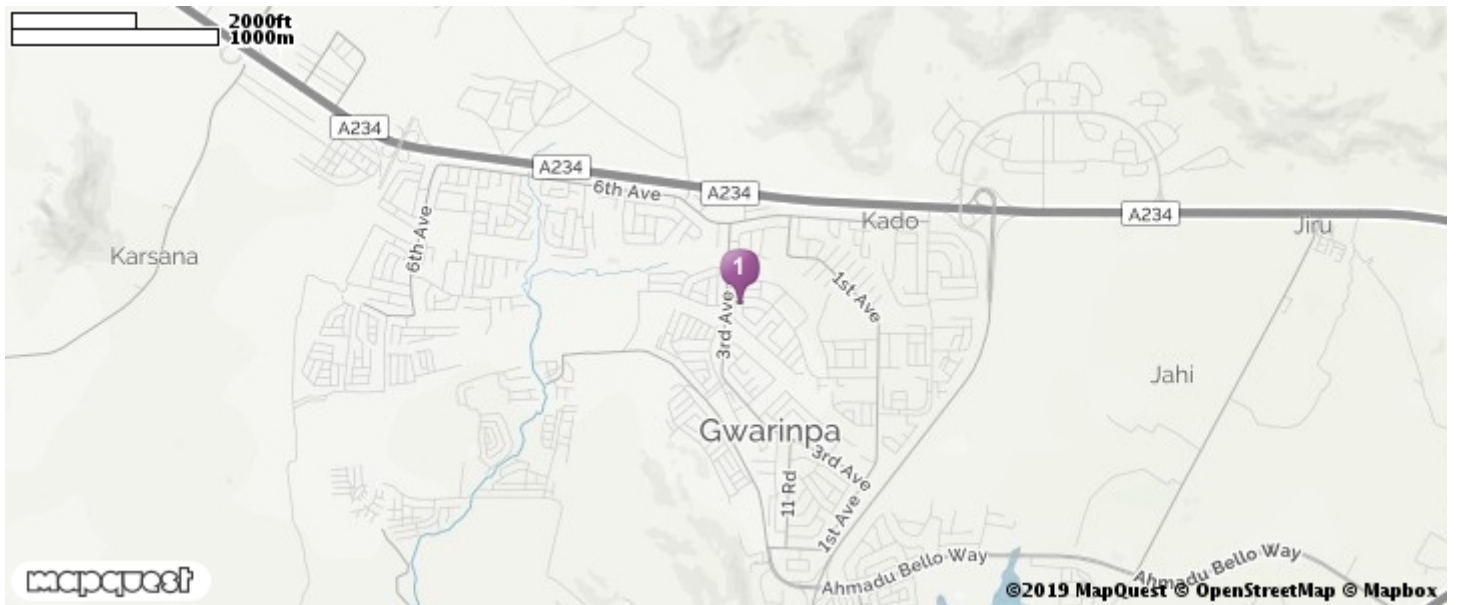 2000ft
1000m
A234
A234
6th Ave
A234
Kado
A234
Jiru
6th Ave
Karsana
1
1st Ave
3rd Ave
Jahi
Gwarinpa
3rd Ave
11 Rd
1st Ave
Ahmadu Bello Way
Ahmadu Bello Way
mapquest
©2019 MapQuest © OpenStreetMap © Mapbox